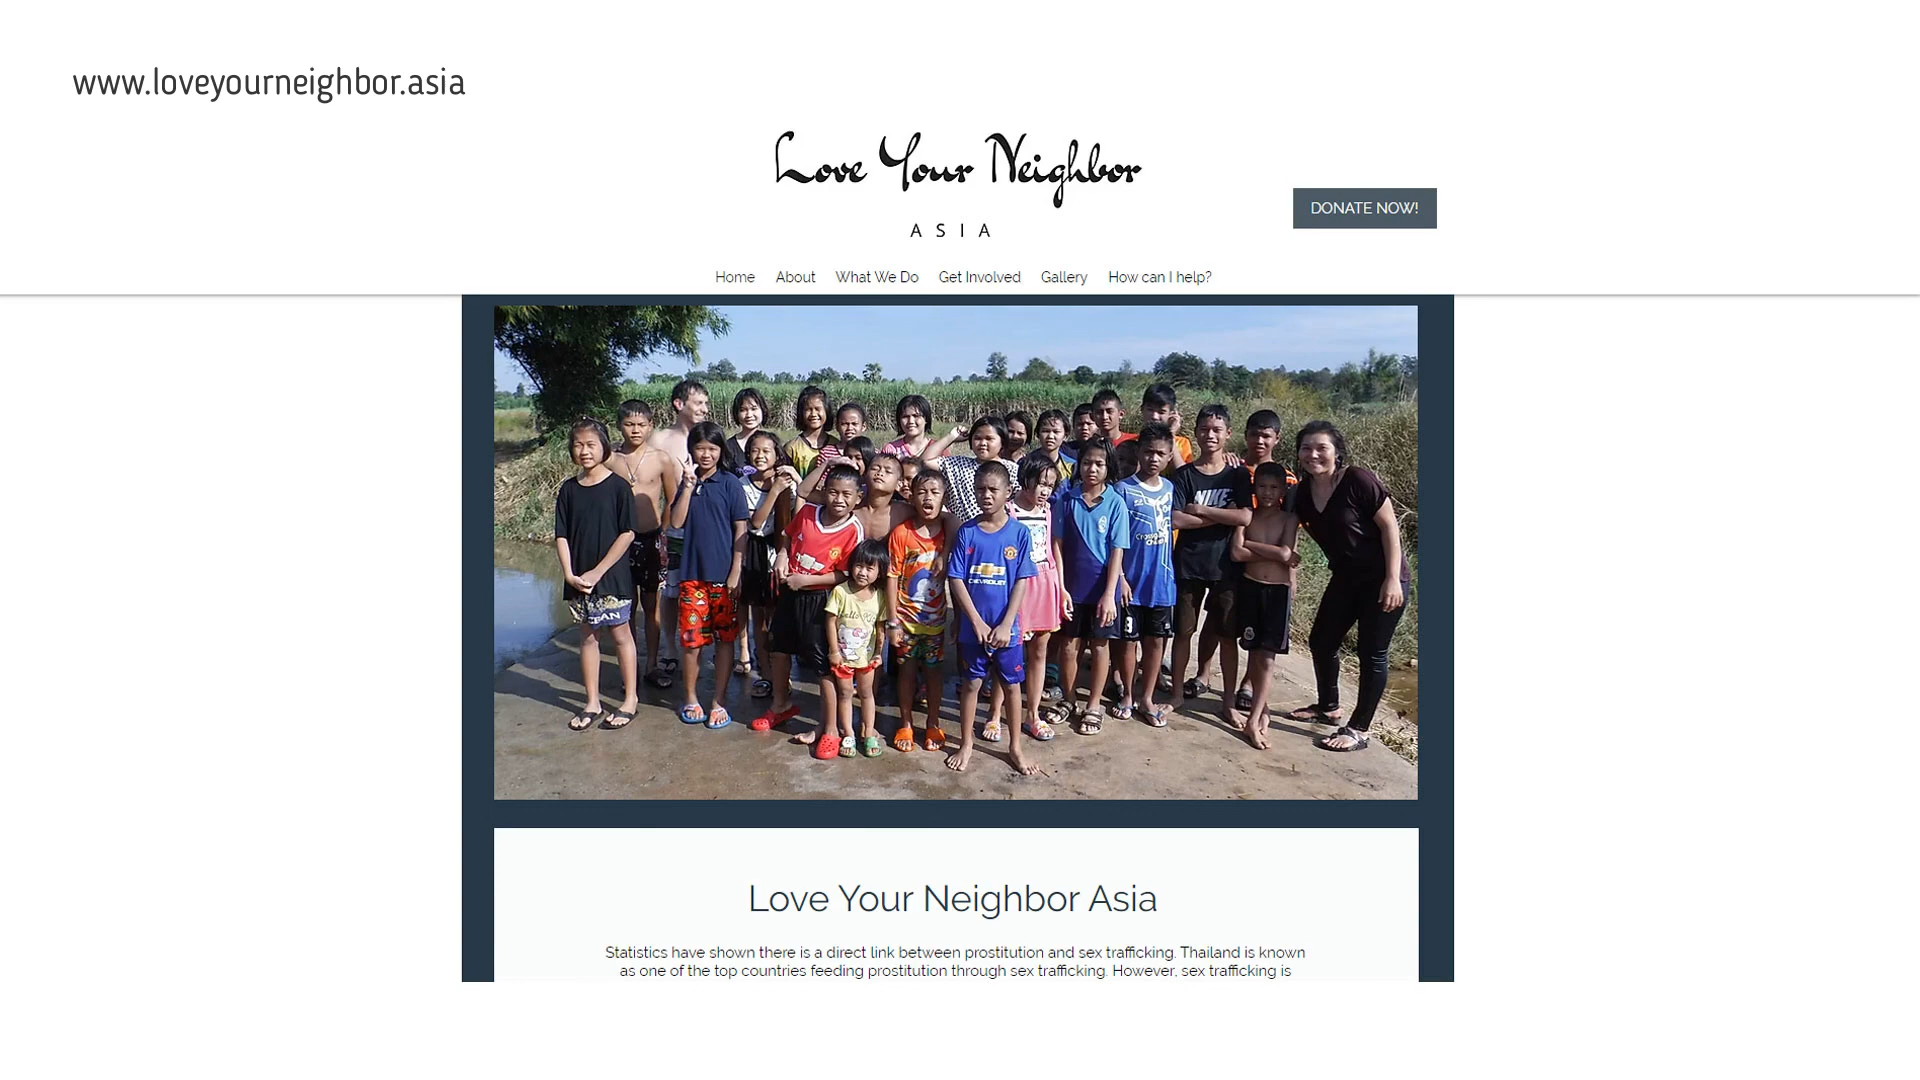 www.loveyourneighbor.asia
Love Your Neighbor
ASIA
DONATE NOW!
Home About What We Do Get Involved Gallery How can I help?
NIKE
CHEVROLET
Love Your Neighbor Asia
Statistics have shown there is a direct link between prostitution and sex trafficking. Thailand is known
as one of the top countries feeding prostitution through sex trafficking. However, sex trafficking is